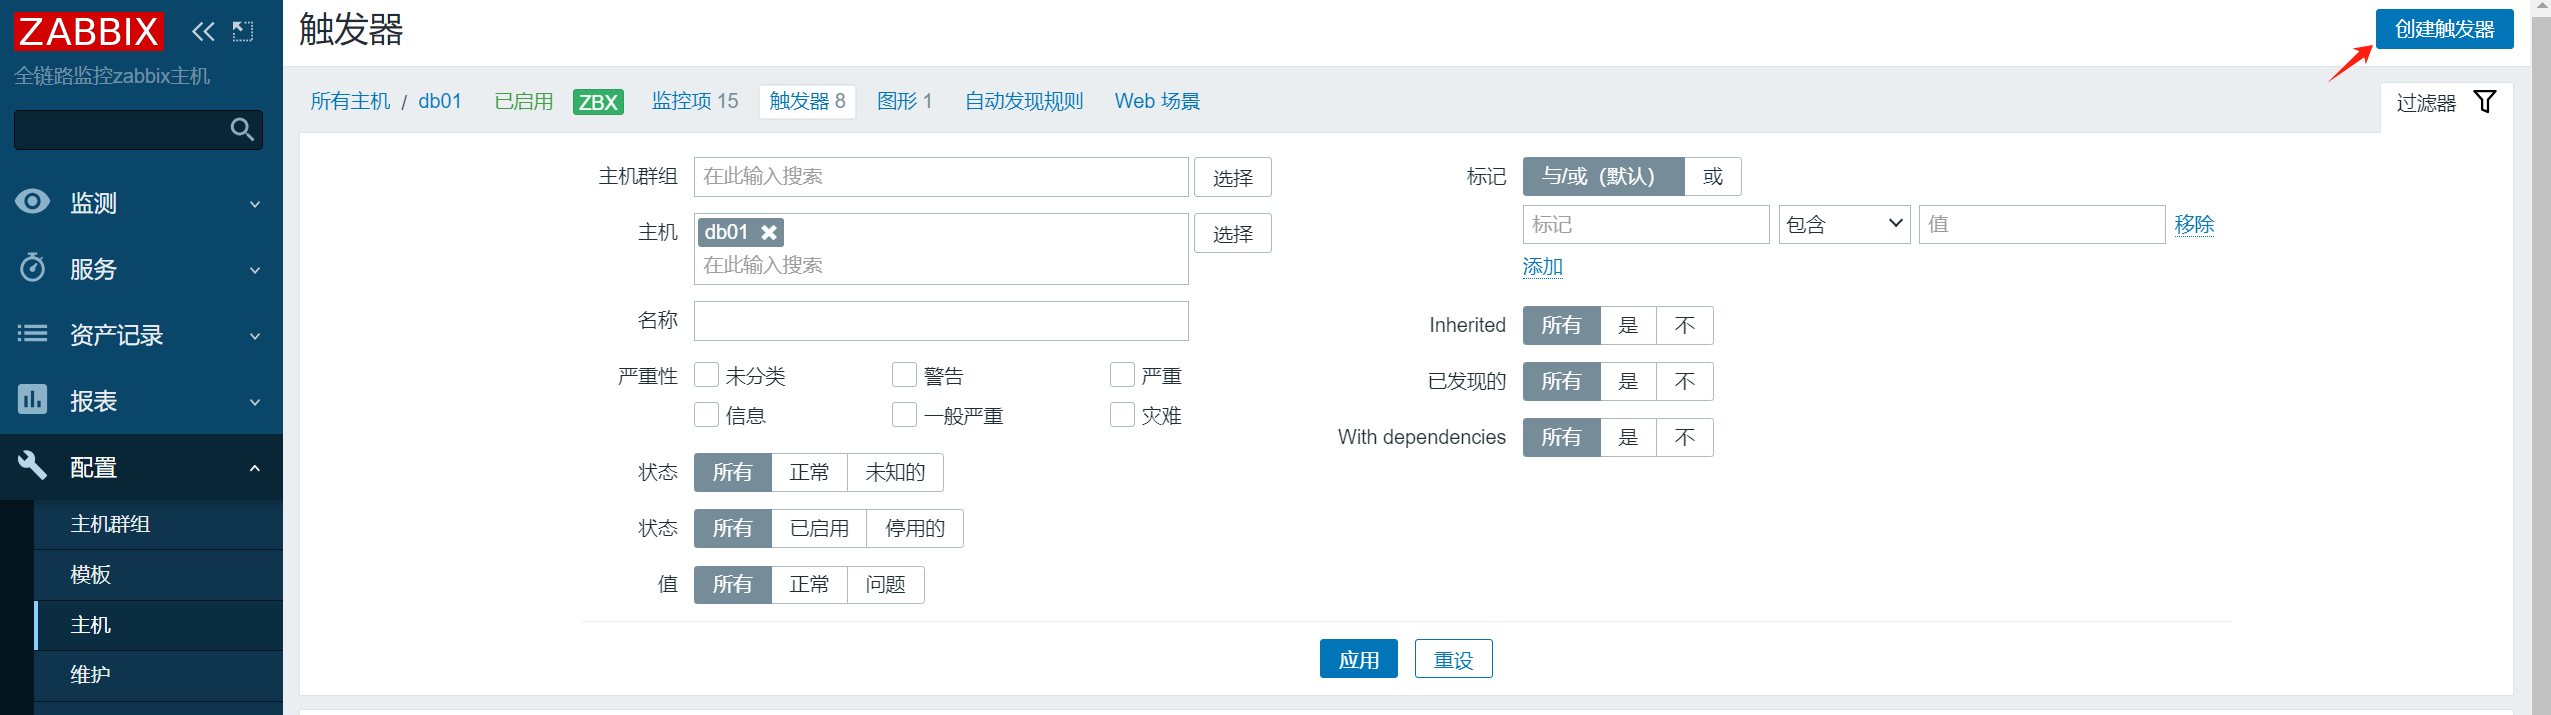 ZABBIX
全链路监控zabbix主机
监测
服务
资产记录
报表
配置
主机群组
模板
主机
维护
触发器
创建触发器
所有主机 / db01 已启用 ZBX 监控项 15 触发器 8 图形 1 自动发现规则 Web 场景
过滤器
主机群组 在此输入搜索 选择
主机 db01 选择
在此输入搜索
名称
严重性 未分类 警告 严重
信息 一般严重 灾难
状态 所有 正常 未知的
状态 所有 已启用 停用的
值 所有 正常 问题
标记 与/或（默认） 或
标记 包含 值 移除
添加
Inherited 所有 是 不
已发现的 所有 是 不
With dependencies 所有 是 不
应用 重设